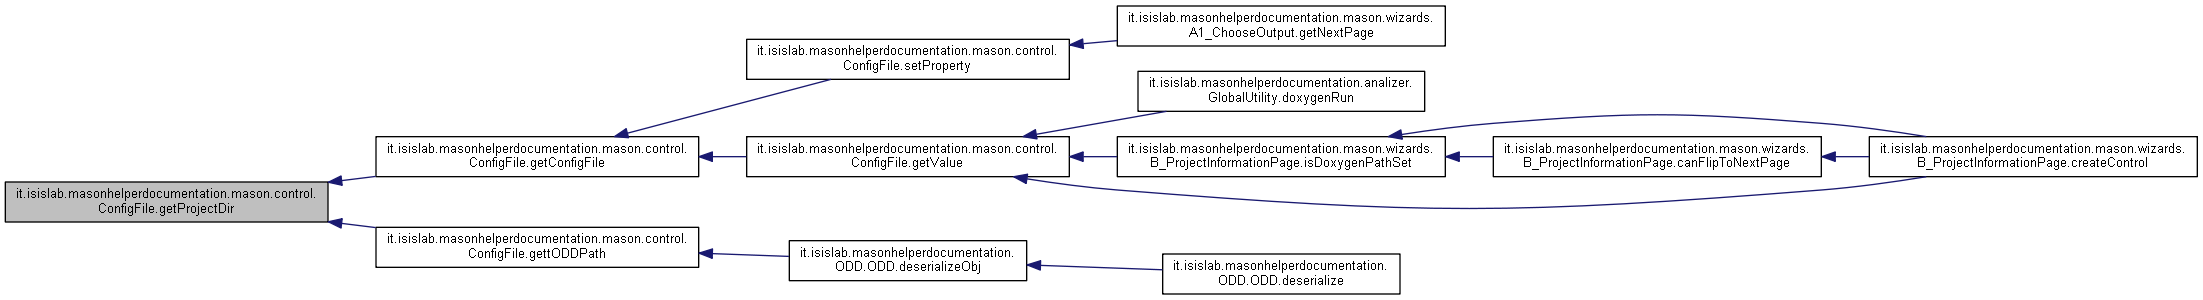 it.isislab.masonhelperdocumentation.mason.control.
ConfigFile.getProjectDir
it.isislab.masonhelperdocumentation.mason.control.
ConfigFile.getConfigFile
it.isislab.masonhelperdocumentation.mason.control.
ConfigFile.setProperty
it.isislab.masonhelperdocumentation.mason.wizards.
A1_ChooseOutput.getNextPage
it.isislab.masonhelperdocumentation.mason.control.
ConfigFile.getValue
it.isislab.masonhelperdocumentation.analizer.
GlobalUtility.doxygenRun
it.isislab.masonhelperdocumentation.mason.wizards.
B_ProjectInformationPage.isDoxygenPathSet
it.isislab.masonhelperdocumentation.mason.wizards.
B_ProjectInformationPage.canFlipToNextPage
it.isislab.masonhelperdocumentation.mason.wizards.
B_ProjectInformationPage.createControl
it.isislab.masonhelperdocumentation.mason.control.
ConfigFile.gettODDPath
it.isislab.masonhelperdocumentation.
ODD.ODD.deserializeObj
it.isislab.masonhelperdocumentation.
ODD.ODD.deserialize